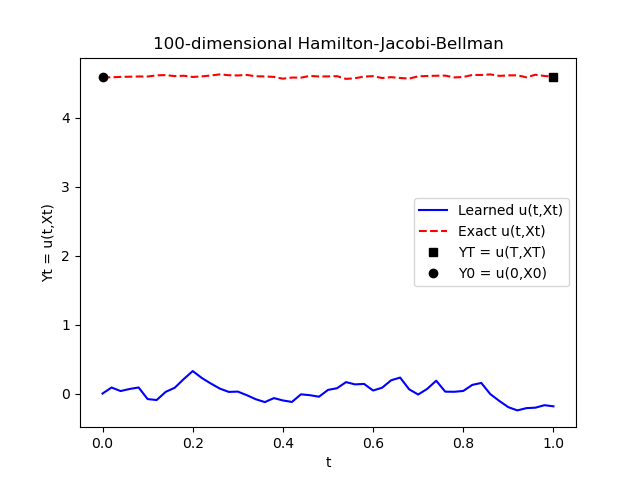 100-dimensional Hamilton-Jacobi-Bellman
Yt = u(t,Xt)
4
3
2
1
0
Learned u(t,Xt)
Exact u(t,Xt)
YT = u(T,XT)
Y0 = u(0,X0)
0.0 0.2 0.4 0.6 0.8 1.0
t